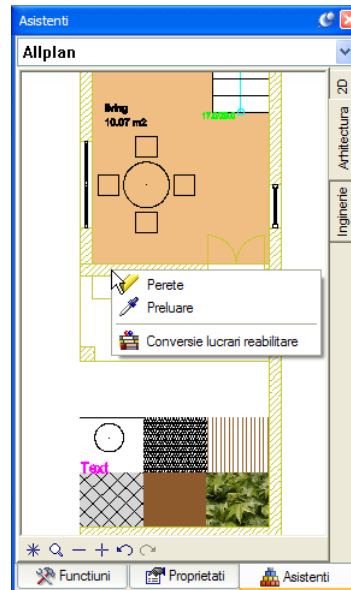 Asistenti
Allplan
2D
Arhitectura
Inginerie
living
10.07 m2
Perete
Preluare
Conversie lucrari reabilitare
Text
Functiuni
Proprietati
Asistenti